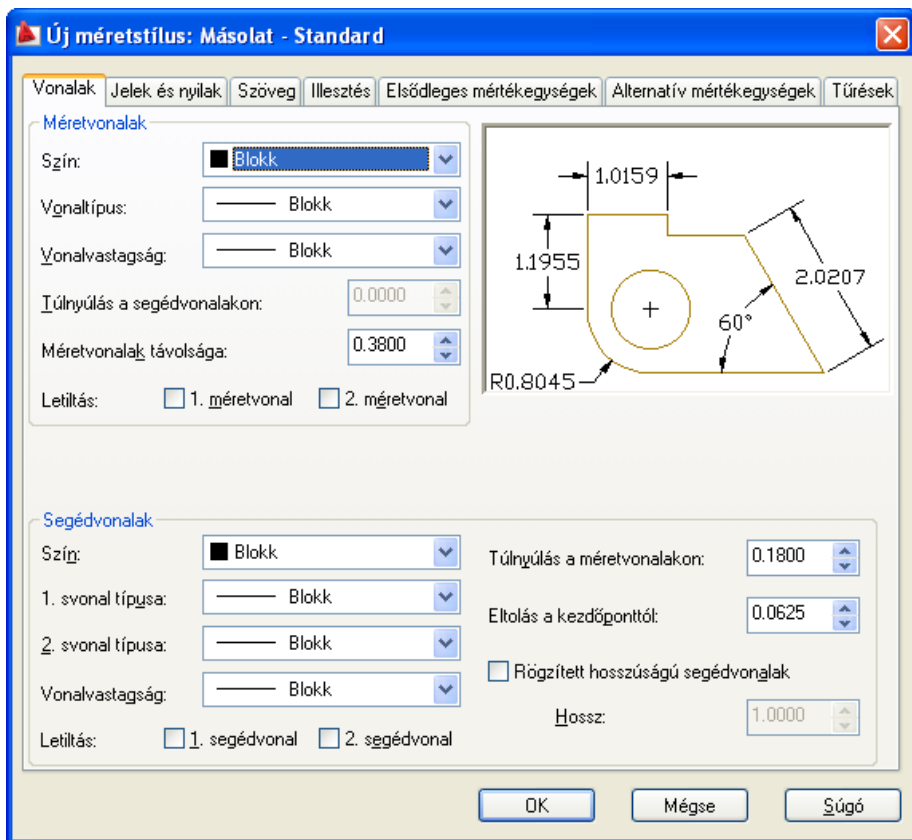 Új méretstílus: Másolat - Standard
Vonalak Jelek és nyilak Szöveg Illesztés Elsődleges mértékegységek Alternatív mértékegységek Tűrések
Méretvonalak
Szín: Blokk
Vonaltípus: Blokk
Vonalvastagság: Blokk
Túlnyúlás a segédvonalakon: 0.0000
Méretvonalak távolsága: 0.3800
Letiltás: 1. méretvonal 2. méretvonal
1.0159
1.1955
2.0207
60°
R0.8045
Segédvonalak
Szín: Blokk
1. svonal típusa: Blokk
2. svonal típusa: Blokk
Vonalvastagság: Blokk
Letiltás: 1. segédvonal 2. segédvonal
Túlnyúlás a méretvonalakon: 0.1800
Eltolás a kezdőponttól: 0.0625
Rögzített hosszúságú segédvonalak
Hossz: 1.0000
OK Mégse Súgó